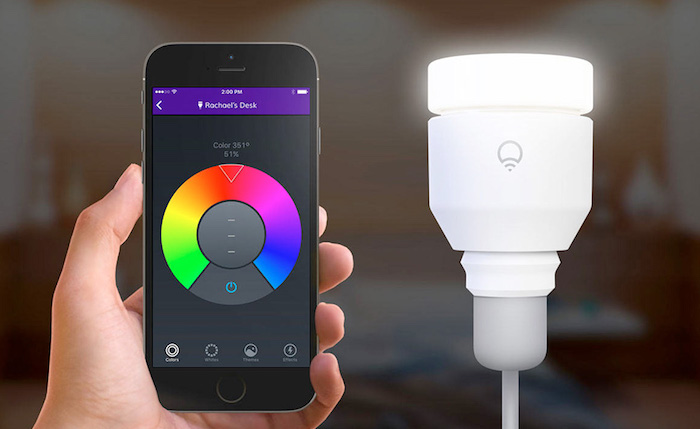 2:00 PM
Rachael's Desk
Color 351°
51%
Colors
Whites
Themes
Effects